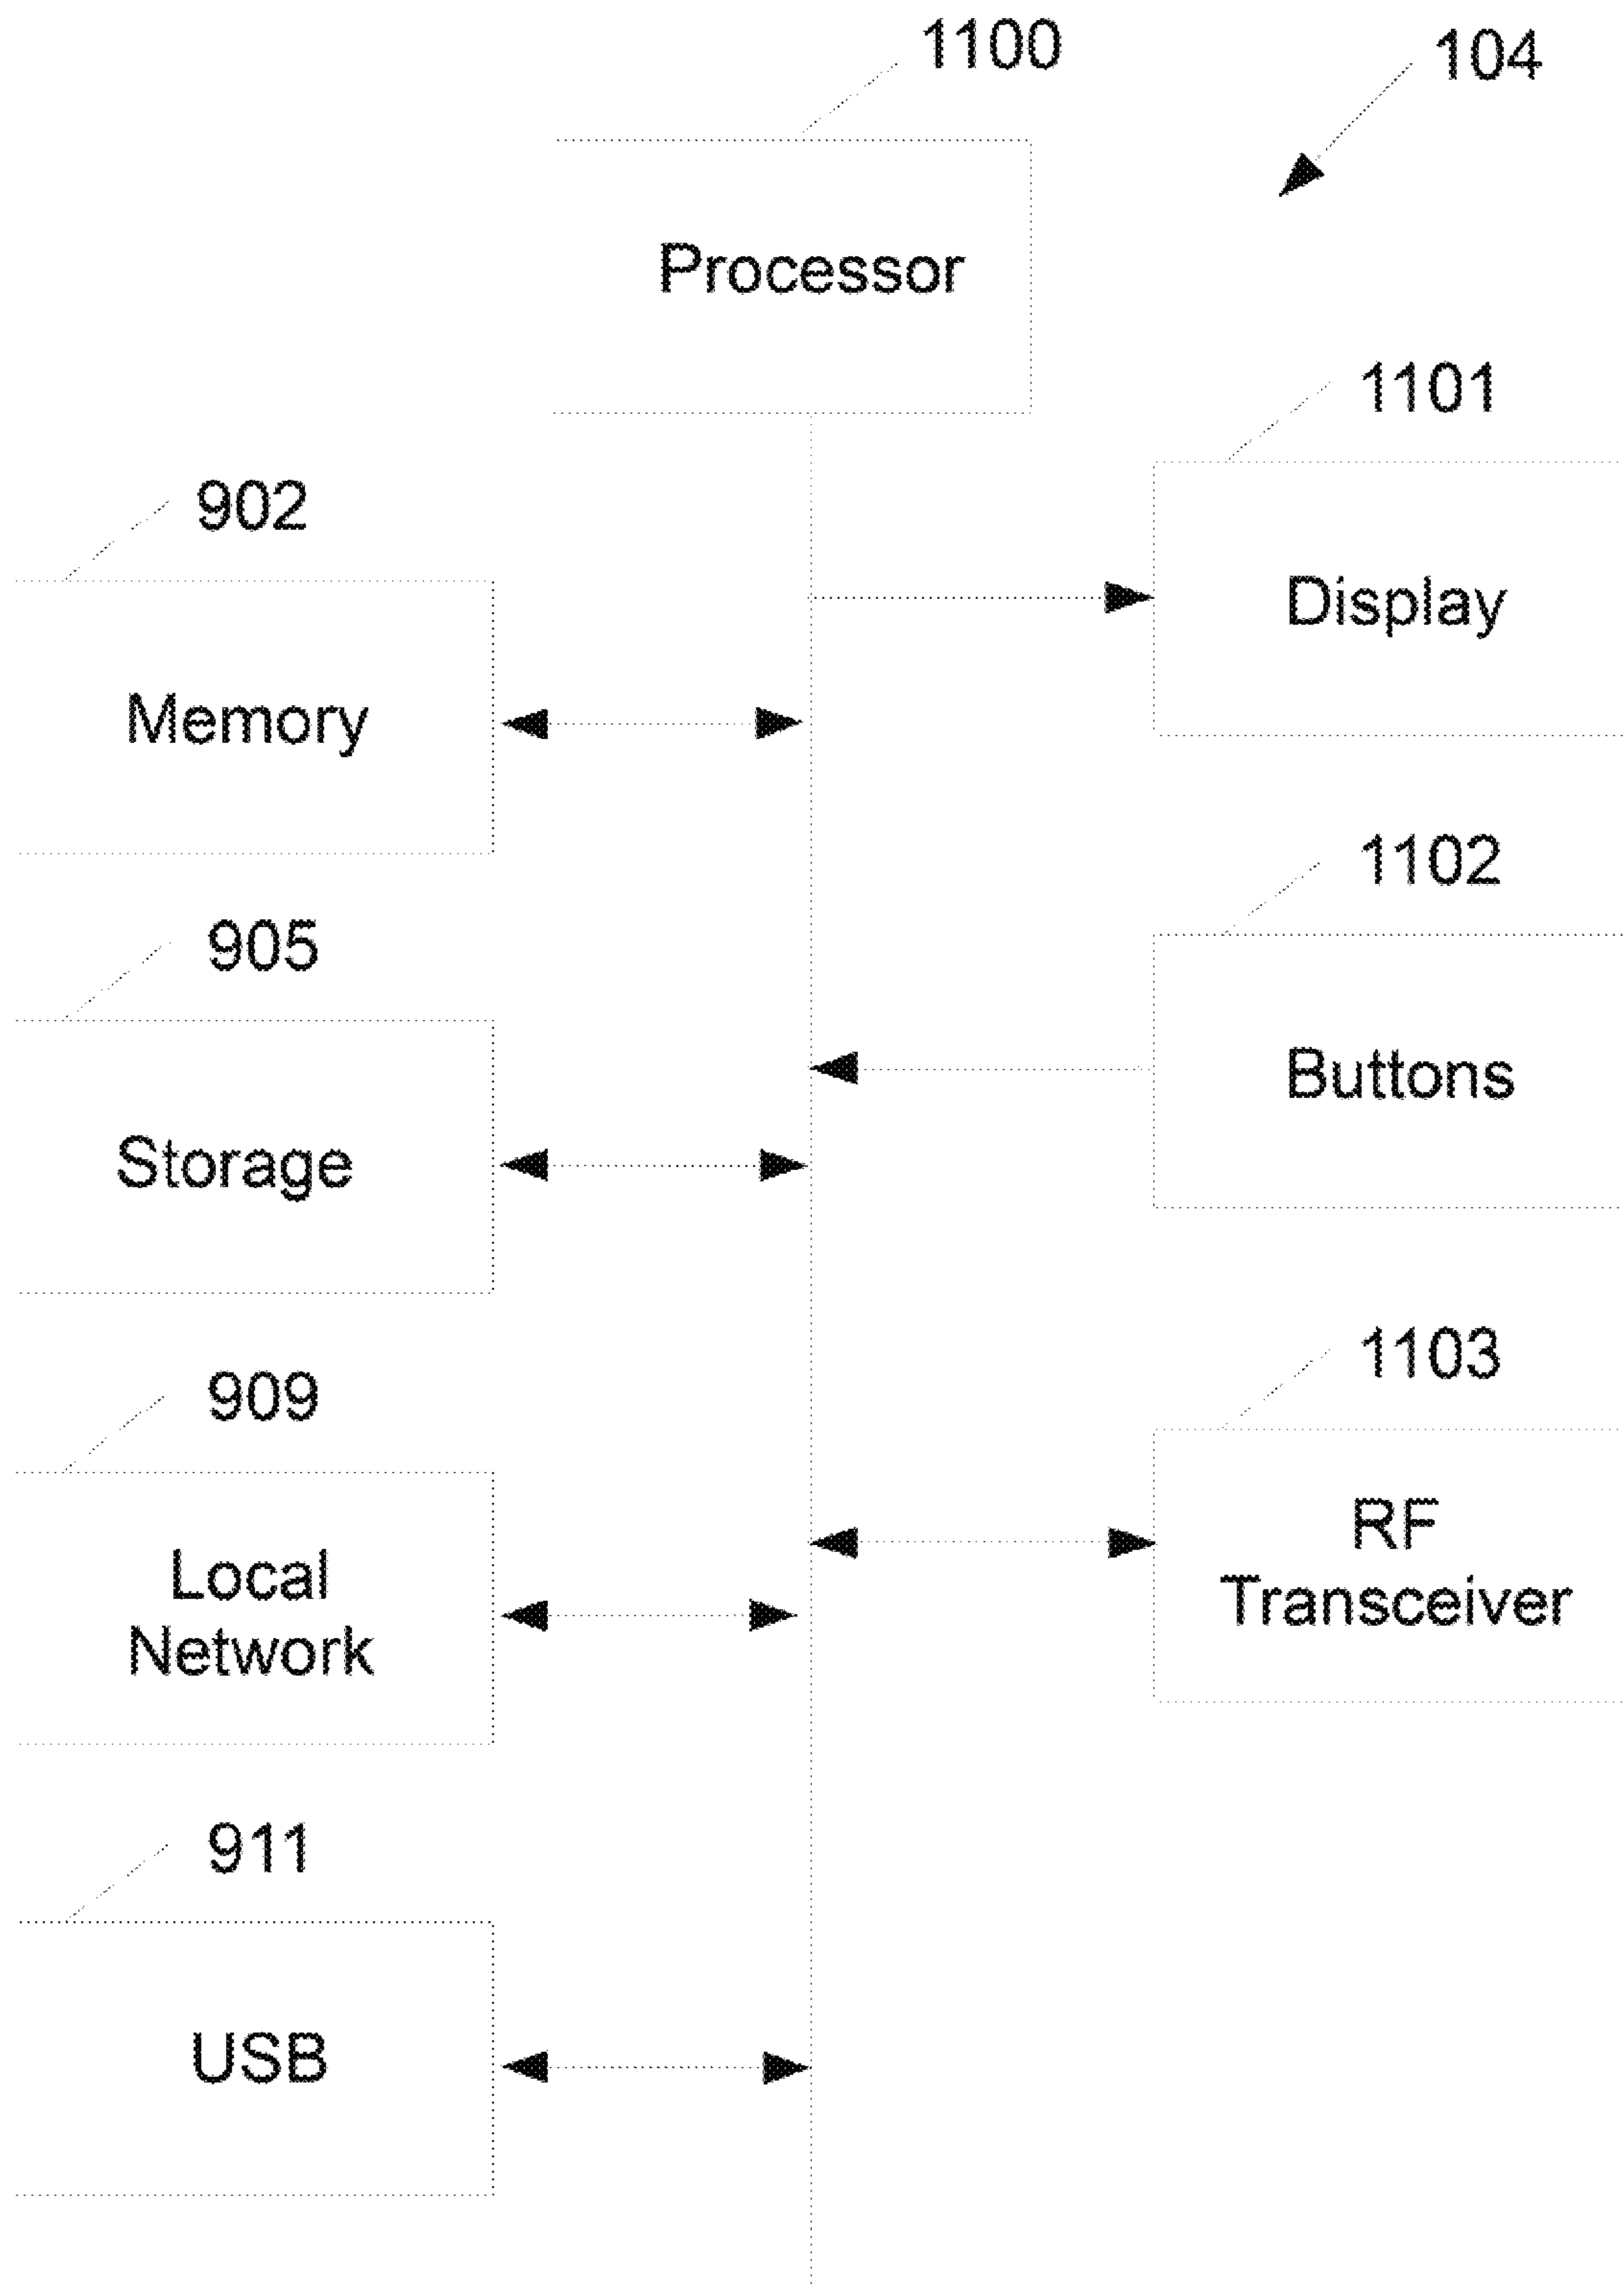 1100
104
Processor
1101
902
Display
Memory
1102
905
Buttons
Storage
1103
909
RF
Transceiver
Local
Network
911
USB